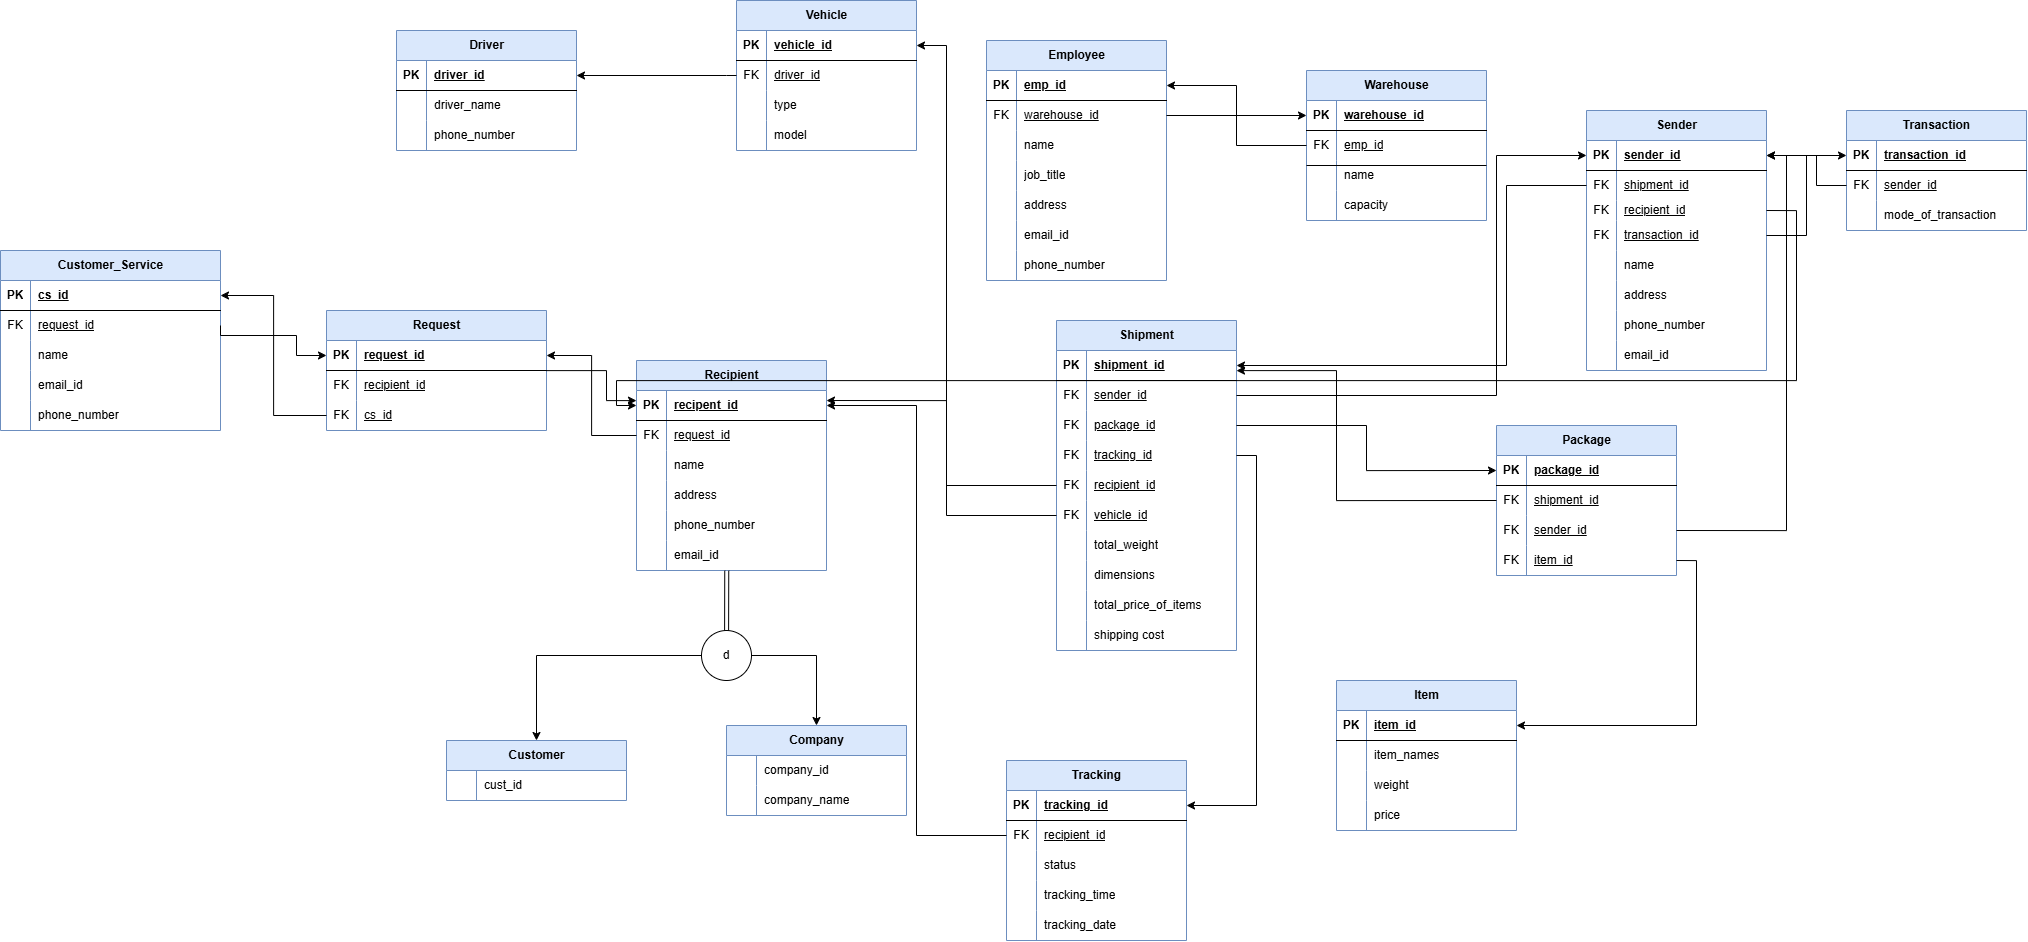 Vehicle
PK vehicle_id
FK driver_id
type
model
Driver
PK driver_id
driver_name
phone_number
Employee
PK emp_id
FK warehouse_id
name
job_title
address
email_id
phone_number
Warehouse
PK warehouse_id
FK emp_id
name
capacity
Sender
PK sender_id
FK shipment_id
FK recipient_id
FK transaction_id
name
address
phone_number
email_id
Transaction
PK transaction_id
FK sender_id
mode_of_transaction
Customer_Service
PK cs_id
FK request_id
name
email_id
phone_number
Request
PK request_id
FK recipient_id
FK cs_id
Recipient
PK recipent_id
FK request_id
name
address
phone_number
email_id
Shipment
PK shipment_id
FK sender_id
FK package_id
FK tracking_id
FK recipient_id
FK vehicle_id
total_weight
dimensions
total_price_of_items
shipping cost
Package
PK package_id
FK shipment_id
FK sender_id
FK item_id
d
Customer
cust_id
Company
company_id
company_name
Item
PK item_id
item_names
weight
price
Tracking
PK tracking_id
FK recipient_id
status
tracking_time
tracking_date